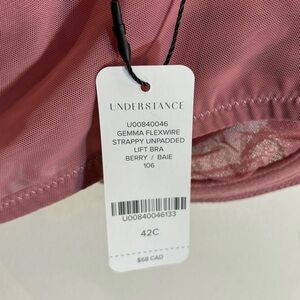 UNDERSTANCE
U00840046
GEMMA FLEXWIRE
STRAPPY UNPADDED
LIFT BRA
BERRY / BAIE
106
U00840046133
42C
$68 CAD